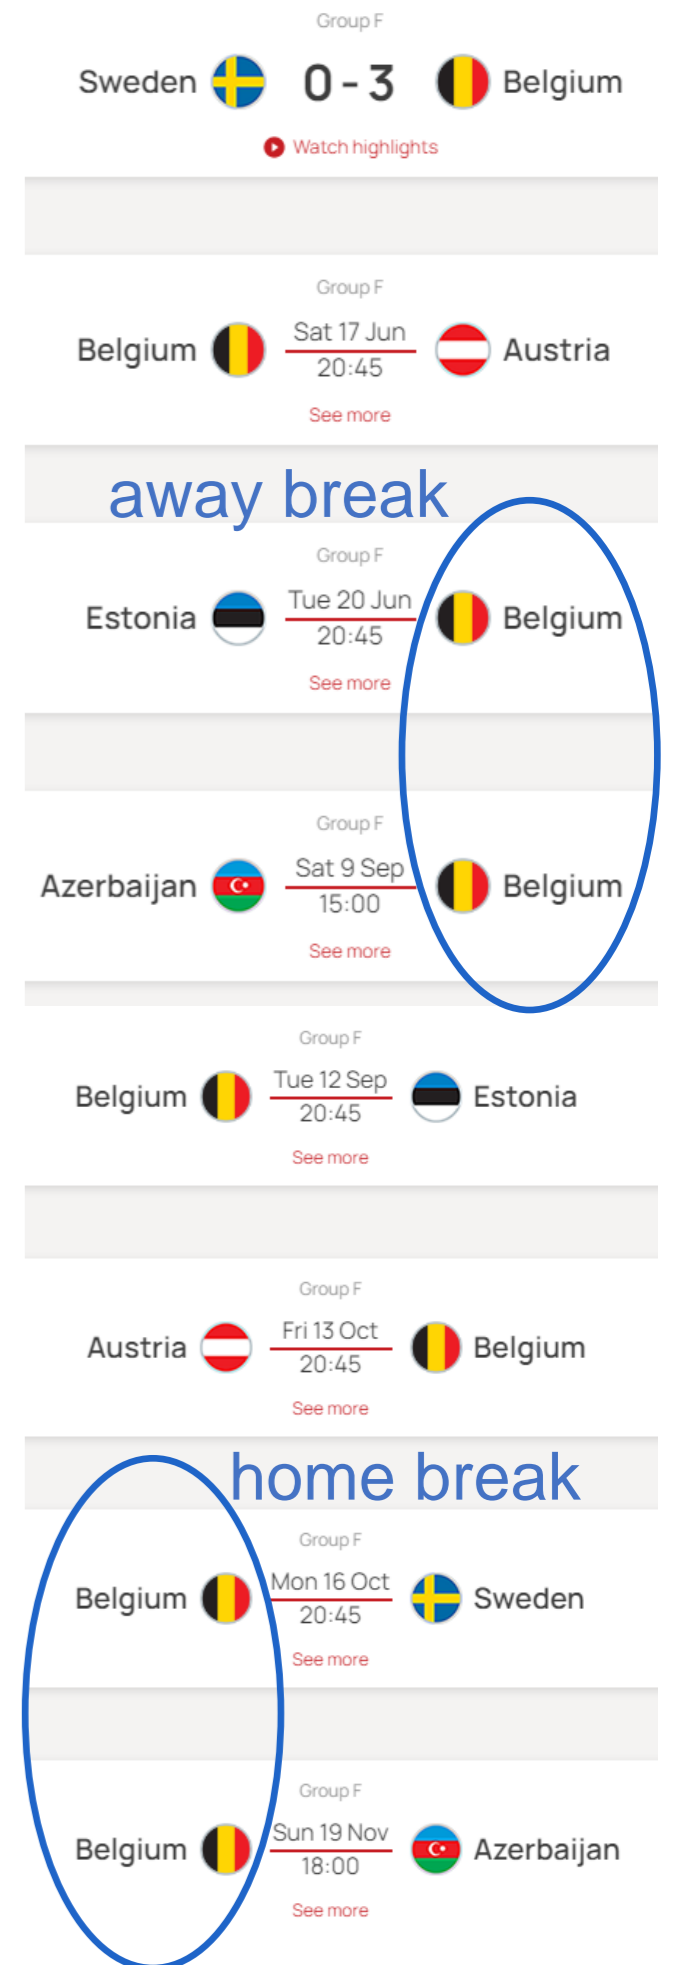 Group F
Sweden 0 - 3 Belgium
Watch highlights
Group F
Sat 17 Jun
Belgium Austria
20:45
See more
away break
Group F
Tue 20 Jun
Estonia Belgium
20:45
See more
Group F
Sat 9 Sep
Azerbaijan Belgium
15:00
See more
Group F
Tue 12 Sep
Belgium Estonia
20:45
See more
Group F
Fri 13 Oct
Austria Belgium
20:45
See more
home break
Group F
Mon 16 Oct
Belgium Sweden
20:45
See more
Group F
Sun 19 Nov
Belgium Azerbaijan
18:00
See more